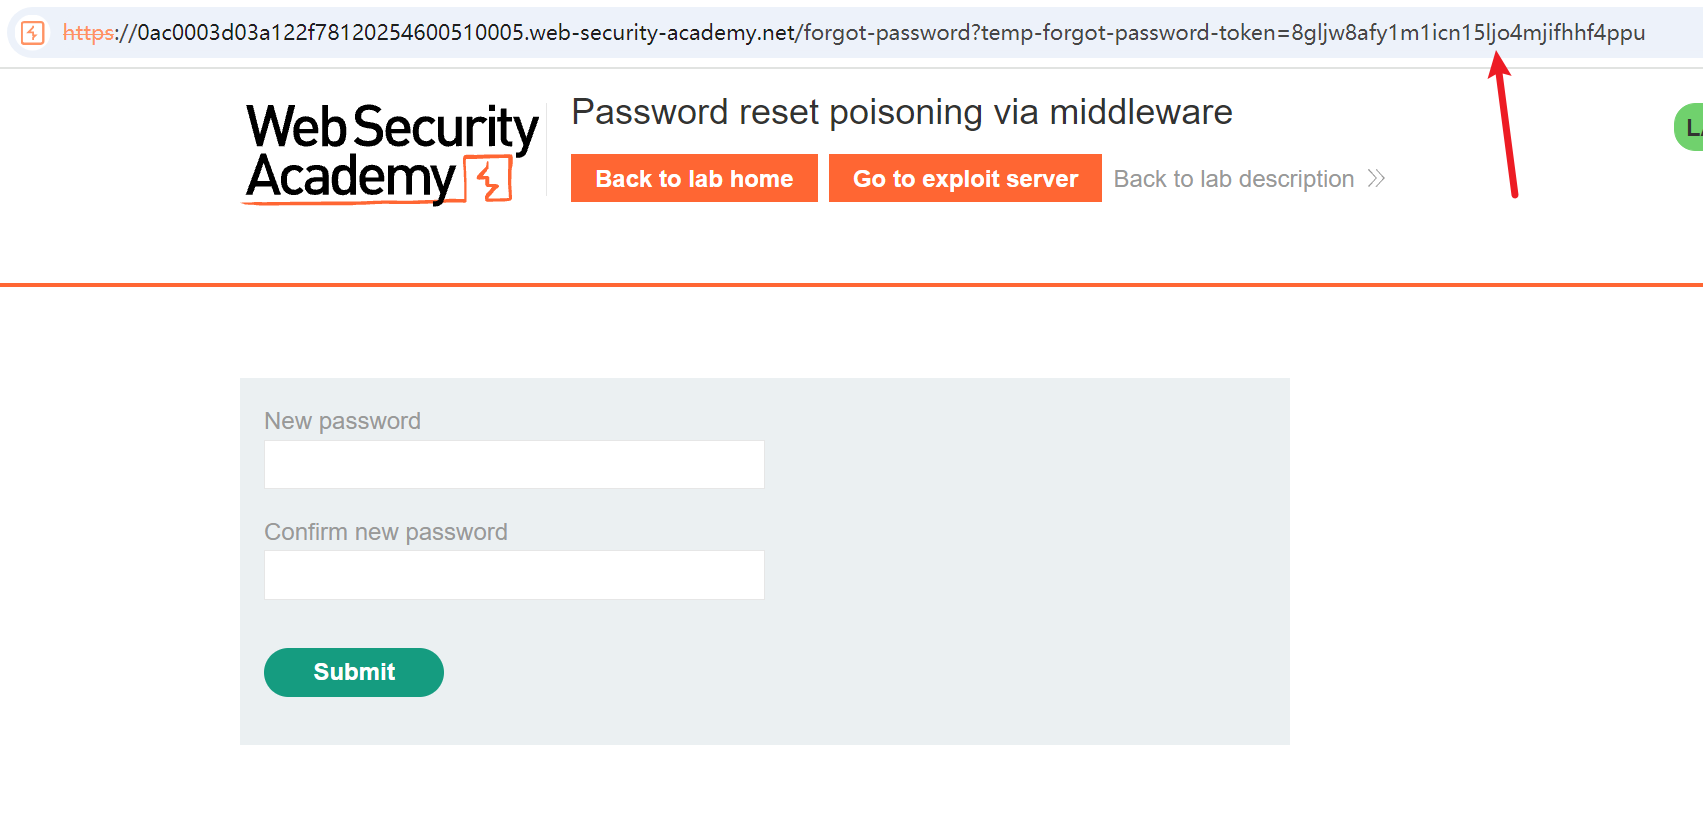 https://0ac0003d03a122f78120254600510005.web-security-academy.net/forgot-password?temp-forgot-password-token=8gljw8afy1m1icn15ljo4mjifhhf4ppu
Web Security
Academy
Password reset poisoning via middleware
Back to lab home
Go to exploit server
Back to lab description
New password
Confirm new password
Submit